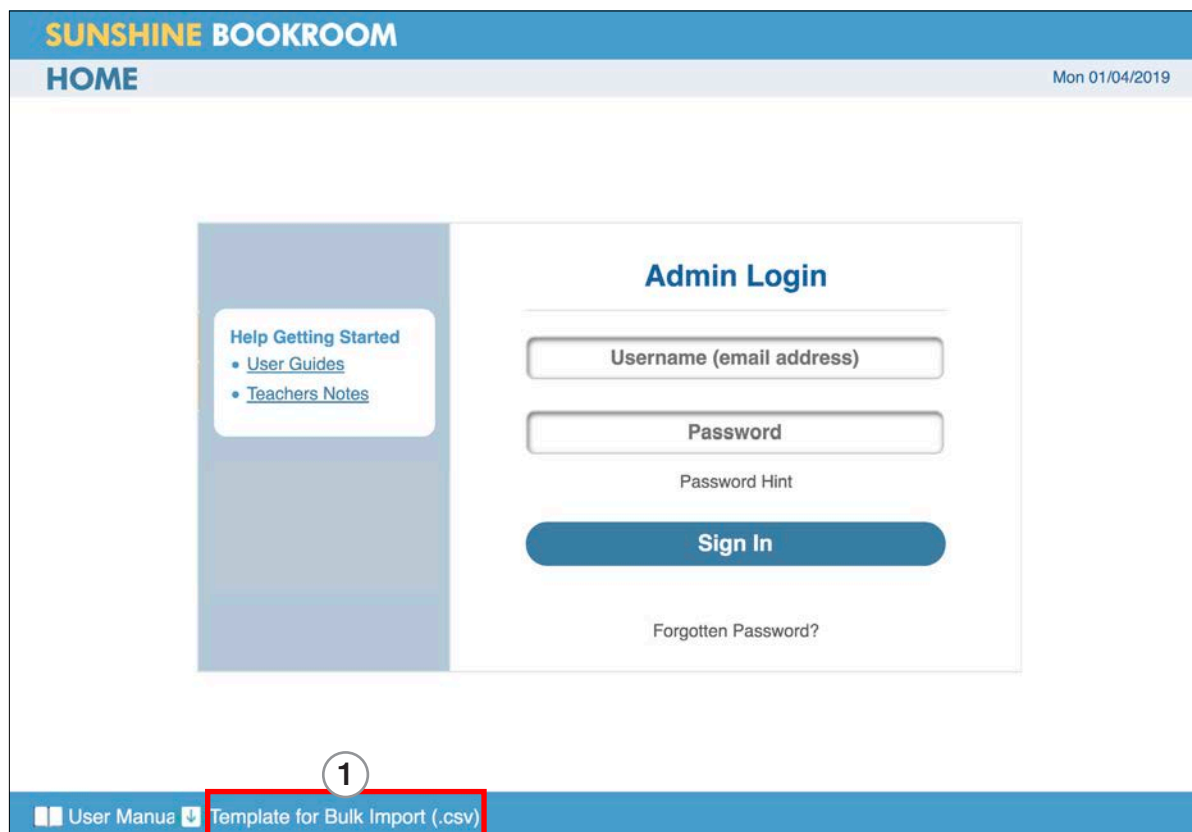 SUNSHINE BOOKROOM
HOME
Mon 01/04/2019
Help Getting Started
• User Guides
• Teachers Notes
Admin Login
Username (email address)
Password
Password Hint
Sign In
Forgotten Password?
1
User Manua Template for Bulk Import (.csv)